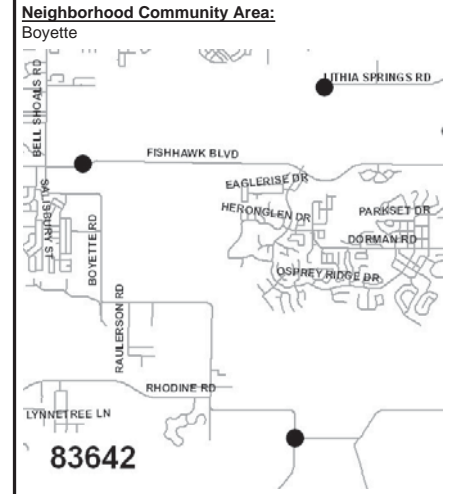 Neighborhood Community Area:
Boyette
BELL SHOALS RD
LITHIA SPRINGS RD
FISHHAWK BLVD
EAGLERISE DR
SALISBURY ST
HERONGLEN DR
PARKSET DR
BOYETTE RD
DORMAN RD
OSPREY RIDGE DR
RAULERSON RD
RHODINE RD
LYNNETREE LN
83642